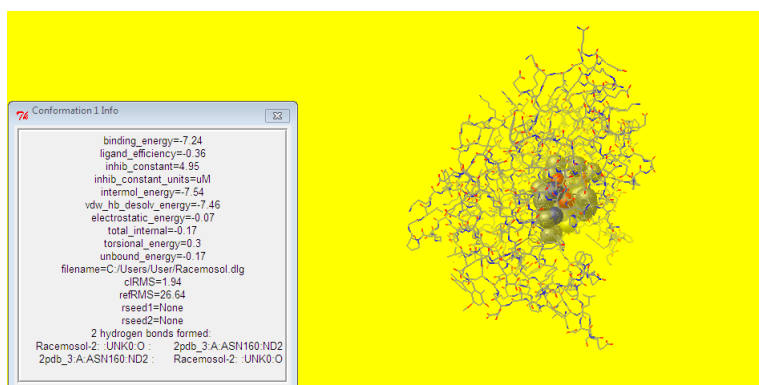 Conformation 1 Info
binding_energy=-7.24
ligand_efficiency=-0.36
inhib_constant=4.95
inhib_constant_units=uM
intermol_energy=-7.54
vdw_hb_desolv_energy=-7.46
electrostatic_energy=-0.07
total_internal=-0.17
torsional_energy=0.3
unbound_energy=-0.17
filename=C:/Users/User/Racemosol.dlg
clRMS=1.94
refRMS=26.64
rseed1=None
rseed2=None
2 hydrogen bonds formed:
Racemosol-2: :UNK0:O : 2pdb_3:A:ASN160:ND2
2pdb_3:A:ASN160:ND2 : Racemosol-2: :UNK0:O